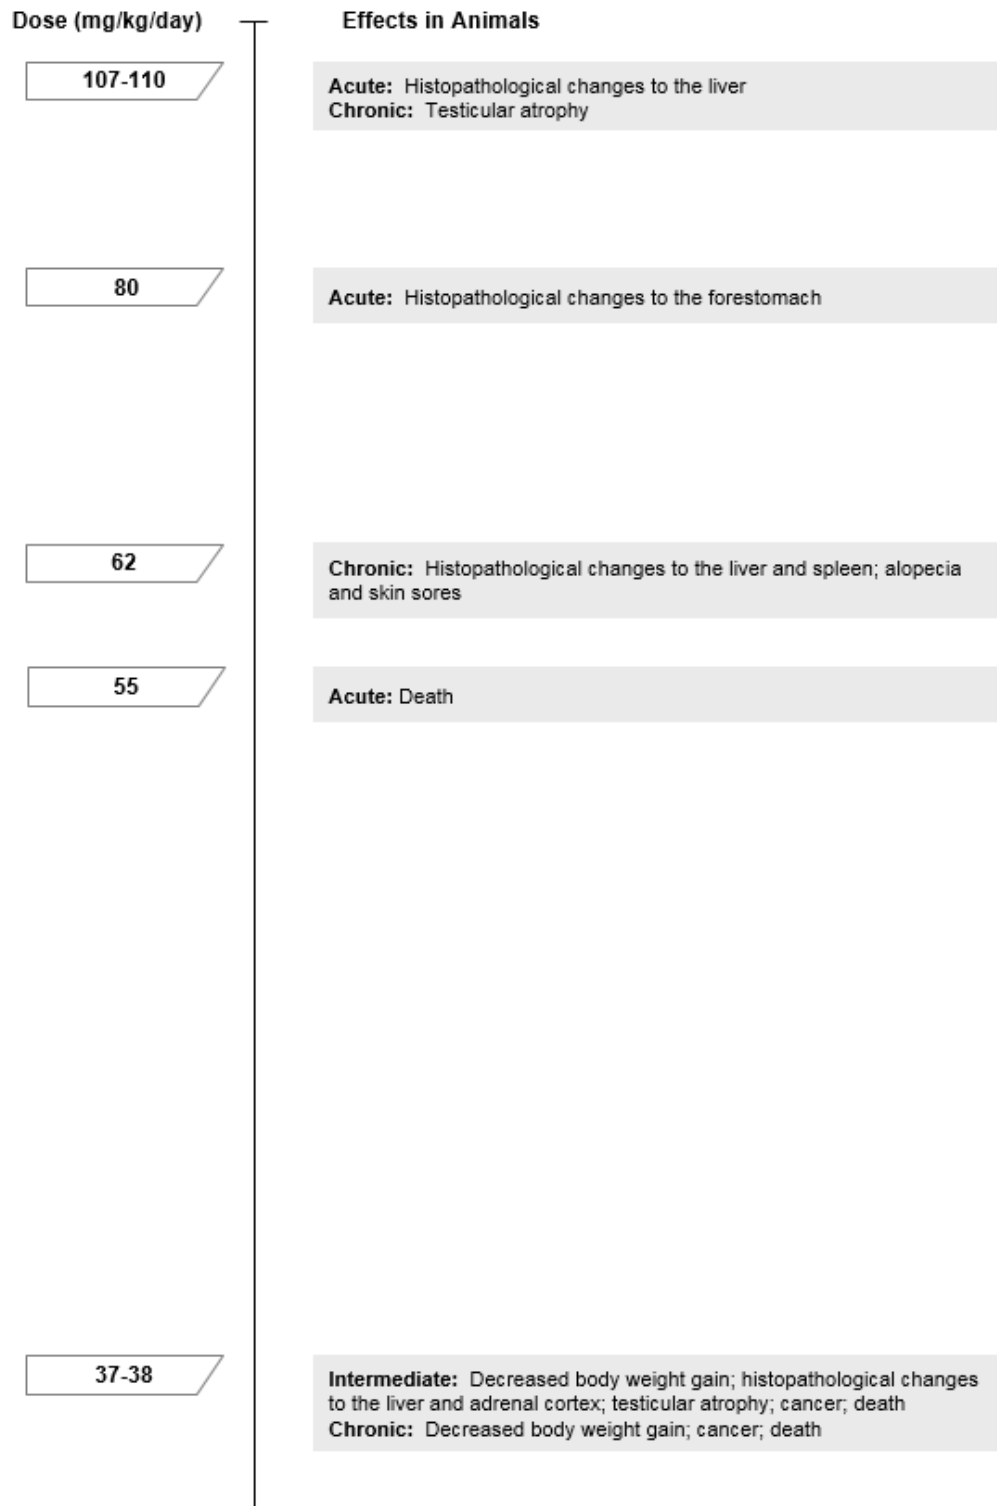 Dose (mg/kg/day)
Effects in Animals
107-110
Acute: Histopathological changes to the liver
Chronic: Testicular atrophy
80
Acute: Histopathological changes to the forestomach
62
Chronic: Histopathological changes to the liver and spleen; alopecia
and skin sores
55
Acute: Death
37-38
Intermediate: Decreased body weight gain; histopathological changes
to the liver and adrenal cortex; testicular atrophy; cancer; death
Chronic: Decreased body weight gain; cancer; death